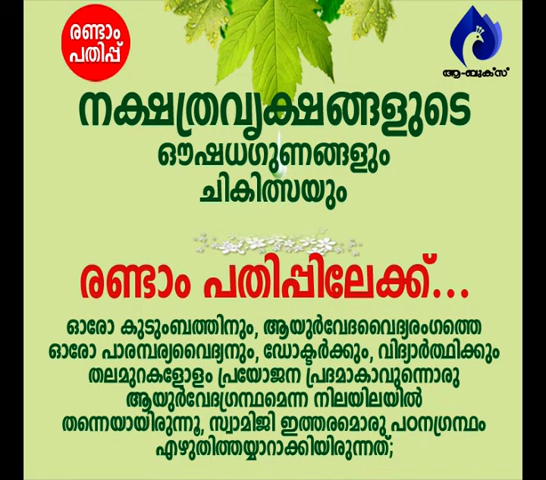 രണ്ടാം
പതിപ്പ്
ആ-ബുക്സ്
നക്ഷത്രവൃക്ഷങ്ങളുടെ
ഔഷധഗുണങ്ങളും
ചികിത്സയും
രണ്ടാം പതിപ്പിലേക്ക്...
ഓരോ കുടുംബത്തിനും, ആയുർവേദവൈദ്യരംഗത്തെ
ഓരോ പാരമ്പര്യവൈദ്യനും, ഡോക്ടർക്കും, വിദ്യാർത്ഥിക്കും
തലമുറകളോളം പ്രയോജന പ്രദമാകാവുന്നൊരു
ആയുർവേദഗ്രന്ഥമെന്ന നിലയിലയിൽ
തന്നെയായിരുന്നൂ, സ്വാമിജി ഇത്തരമൊരു പഠനഗ്രന്ഥം
എഴുതിത്തയ്യാറാക്കിയിരുന്നത്;